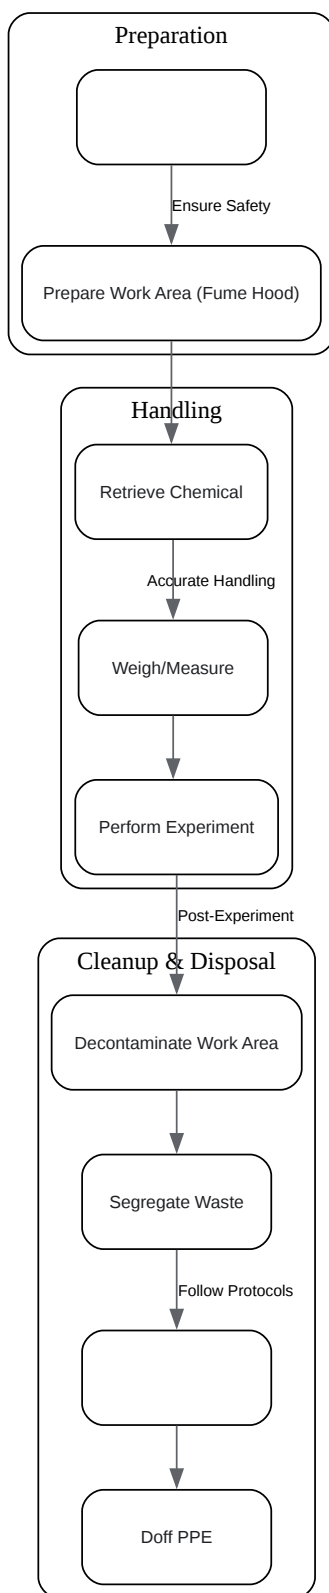 Preparation
Ensure Safety
Prepare Work Area (Fume Hood)
Handling
Retrieve Chemical
Accurate Handling
Weigh/Measure
Perform Experiment
Post-Experiment
Cleanup & Disposal
Decontaminate Work Area
Segregate Waste
Follow Protocols
Doff PPE